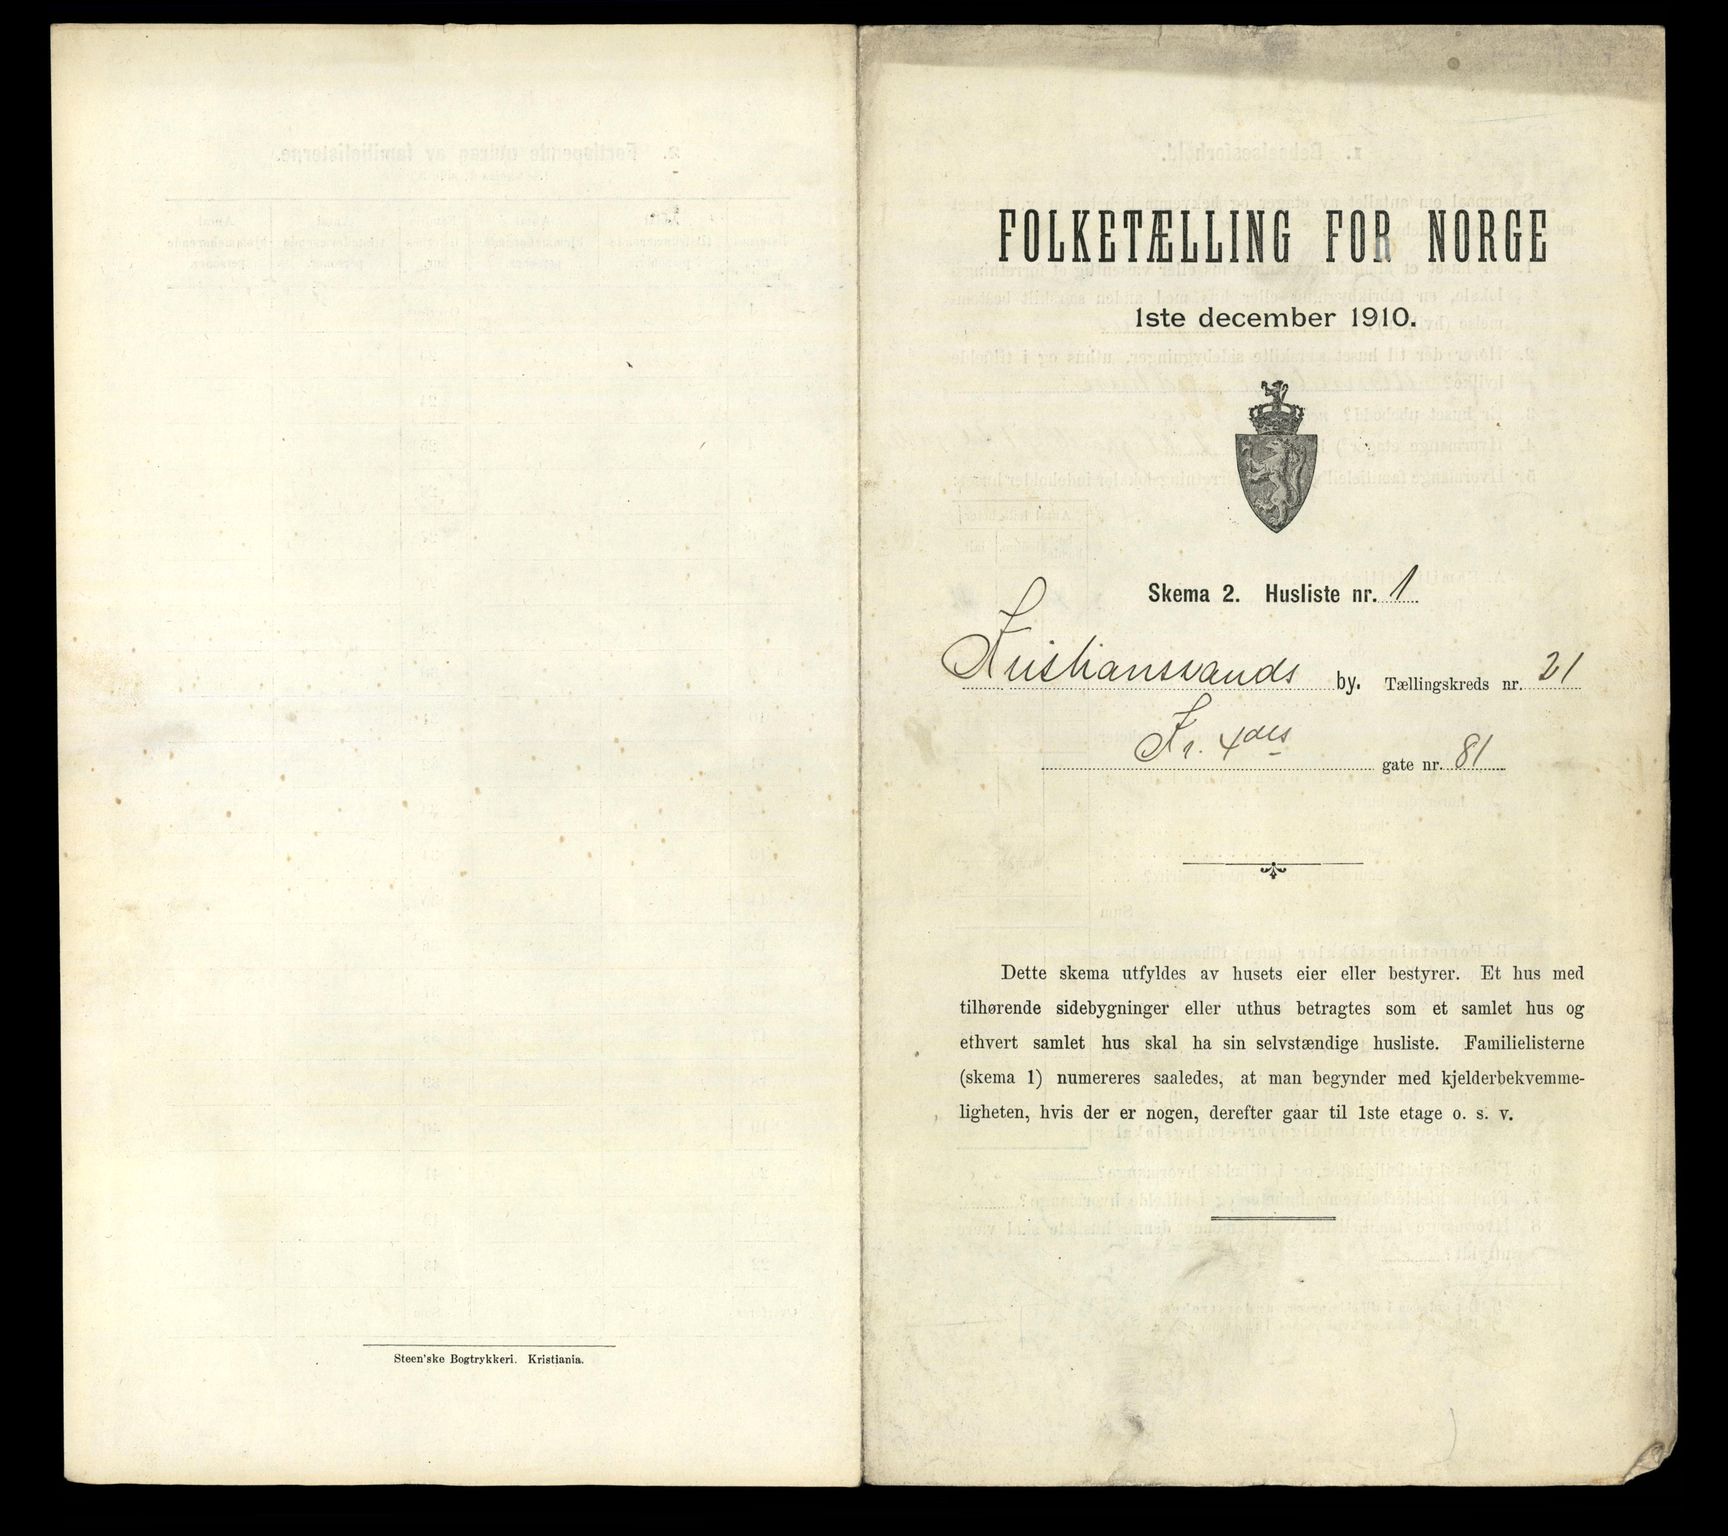 FOLKETÆLLING FOR NORGE
1ste december 1910.
Skema 2. Husliste nr. 1
Kristianssands by. Tællingskreds nr. 21
Fr. 4des gate nr. 81
Dette skema utfyldes av husets eier eller bestyrer. Et hus med
tilhørende sidebygninger eller uthus betragtes som et samlet hus og
ethvert samlet hus skal ha sin selvstændige husliste. Familielisterne
(skema 1) numereres saaledes, at man begynder med kjelderbekvemme-
ligheten, hvis der er nogen, derefter gaar til 1ste etage o. s. v.
Steen'ske Bogtrykkeri. Kristiania.